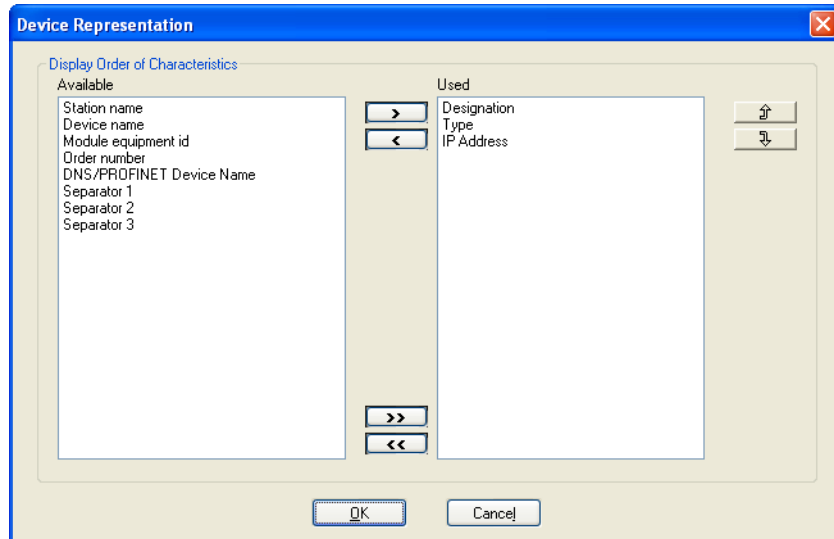 Device Representation
Display Order of Characteristics
Available
Used
Station name
Device name
Module equipment id
Order number
DNS/PROFINET Device Name
Separator 1
Separator 2
Separator 3
>
<
>>
<<
Designation
Type
IP Address
OK
Cancel